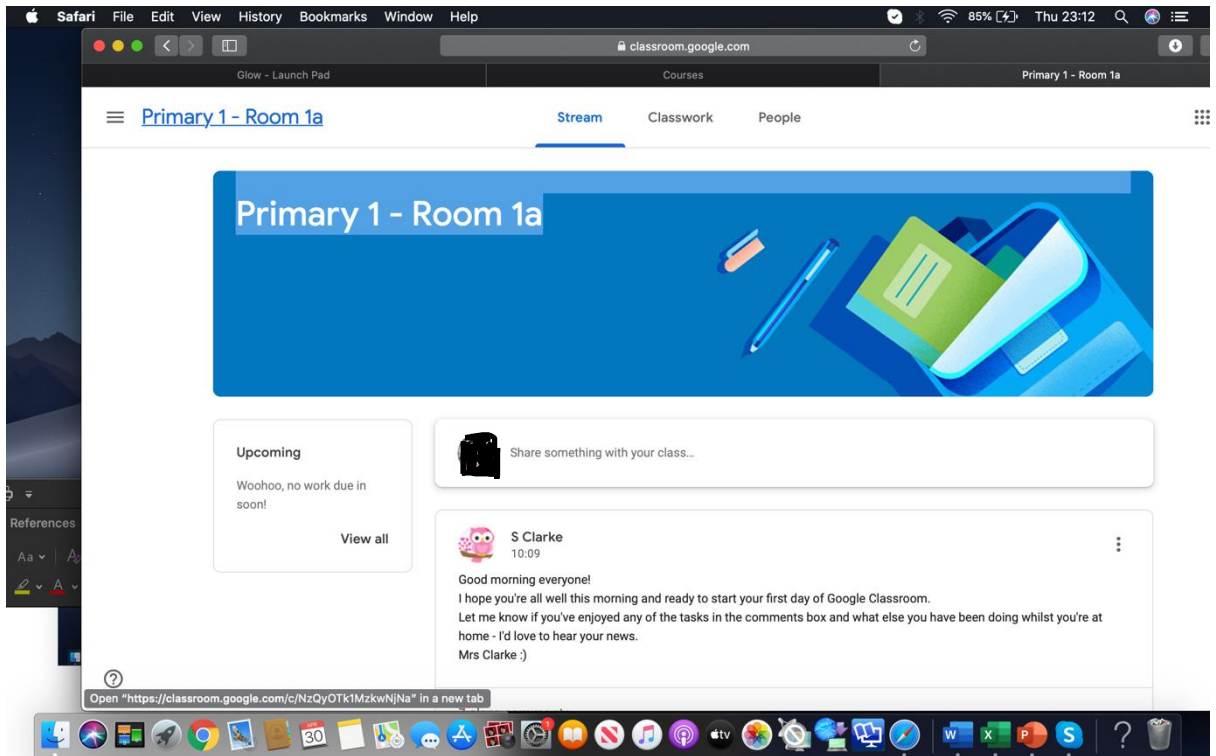 Safari File Edit View History Bookmarks Window Help 85% Thu 23:12
classroom.google.com
Glow - Launch Pad Courses Primary 1 - Room 1a
Primary 1 - Room 1a Stream Classwork People
Primary 1 - Room 1a
Upcoming
Woohoo, no work due in
soon!
View all
Share something with your class...
S Clarke
10:09
Good morning everyone!
I hope you're all well this morning and ready to start your first day of Google Classroom.
Let me know if you've enjoyed any of the tasks in the comments box and what else you have been doing whilst you're at
home - I'd love to hear your news.
Mrs Clarke :)
References
Aa
A
Open "https://classroom.google.com/c/NzQyOTk1MzkwNjNa" in a new tab
APR
30
1
tv
W X P S ?